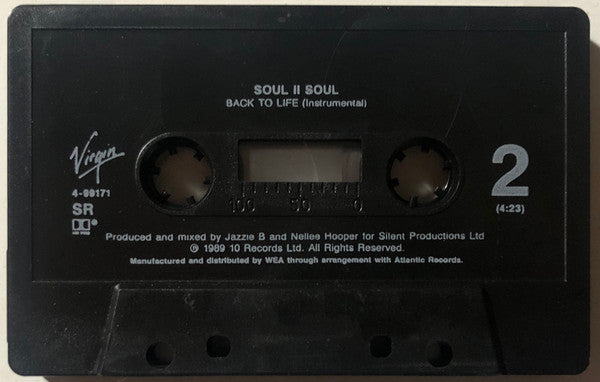 SOUL II SOUL
BACK TO LIFE (Instrumental)
Virgin
4-99171
SR
2
(4:23)
100 50 0
Produced and mixed by Jazzie B and Nellee Hooper for Silent Productions Ltd
℗ 1989 10 Records Ltd. All Rights Reserved.
Manufactured and distributed by WEA through arrangement with Atlantic Records.